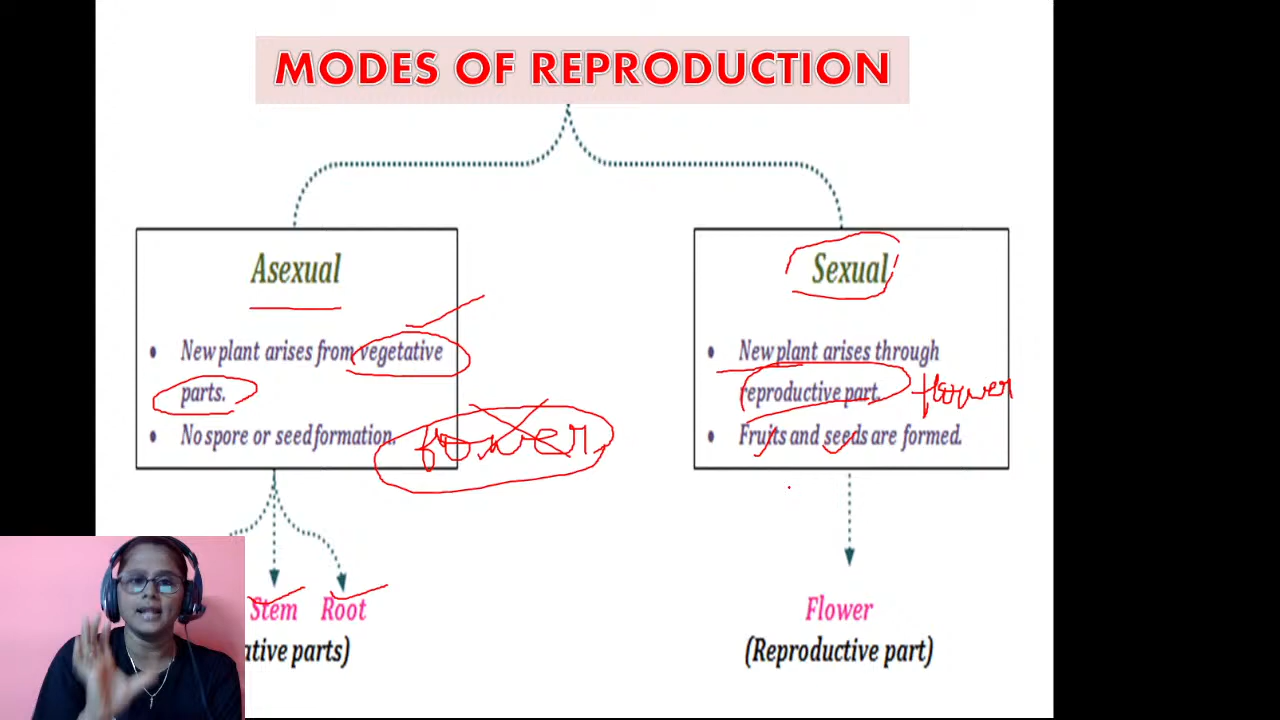 MODES OF REPRODUCTION
Asexual
• New plant arises from vegetative
parts.
• No spore or seed formation.
flower
Stem Root
ative parts)
Sexual
• New plant arises through
reproductive part. flower
• Fruits and seeds are formed.
Flower
(Reproductive part)